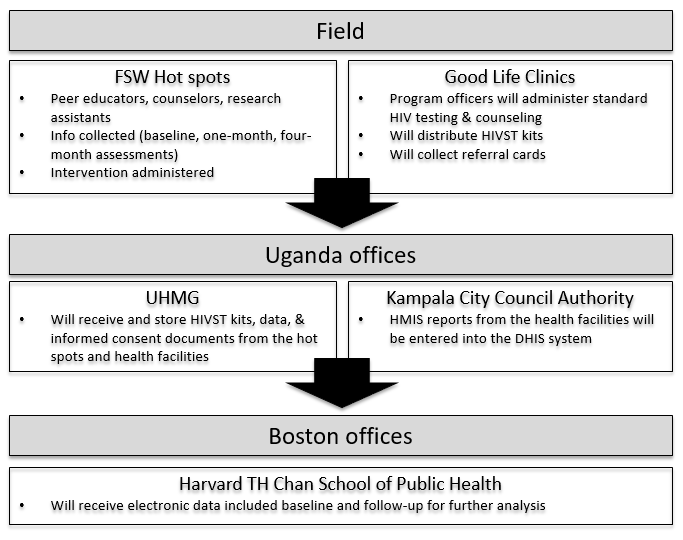 Field
FSW Hot spots
• Peer educators, counselors, research
assistants
• Info collected (baseline, one-month, four-
month assessments)
• Intervention administered
Good Life Clinics
• Program officers will administer standard
HIV testing & counseling
• Will distribute HIVST kits
• Will collect referral cards
Uganda offices
UHMG
• Will receive and store HIVST kits, data, &
informed consent documents from the hot
spots and health facilities
Kampala City Council Authority
• HMIS reports from the health facilities will
be entered into the DHIS system
Boston offices
Harvard TH Chan School of Public Health
• Will receive electronic data included baseline and follow-up for further analysis